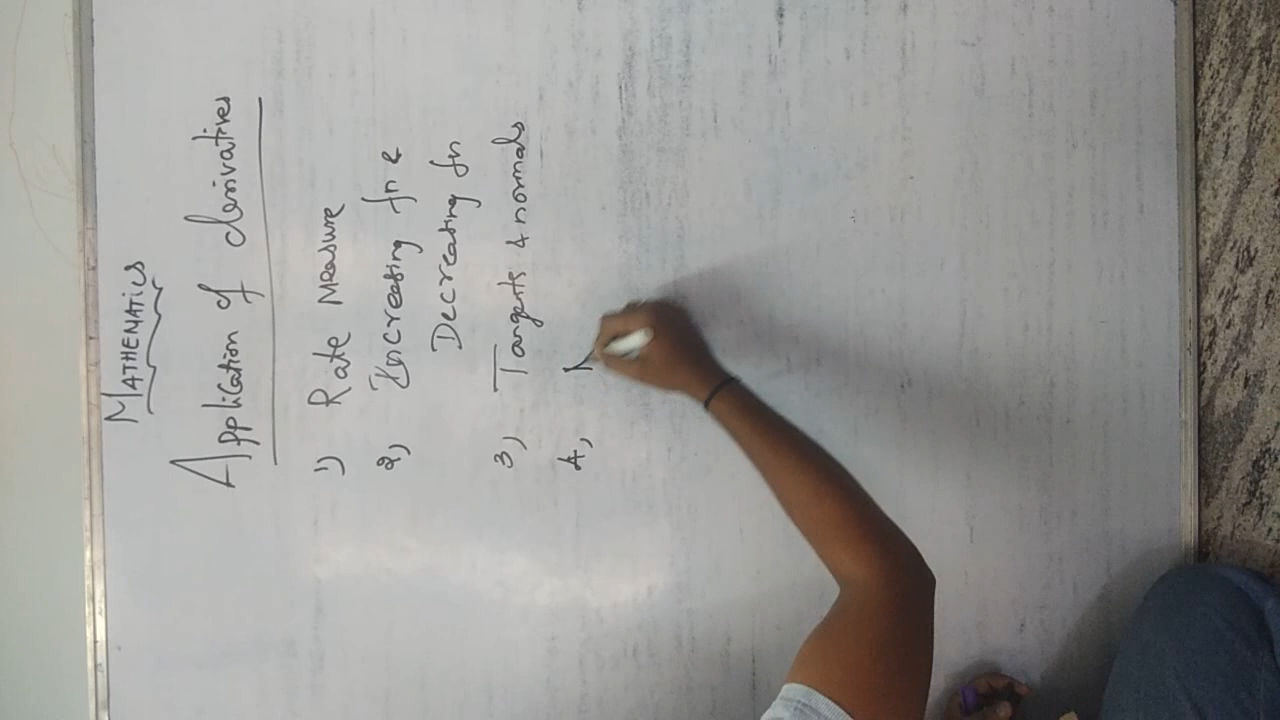 MATHEMATICS
Application of derivatives
1) Rate Measure
2) Increasing fn &
Decreasing fn
3) Tangents & normals
4)